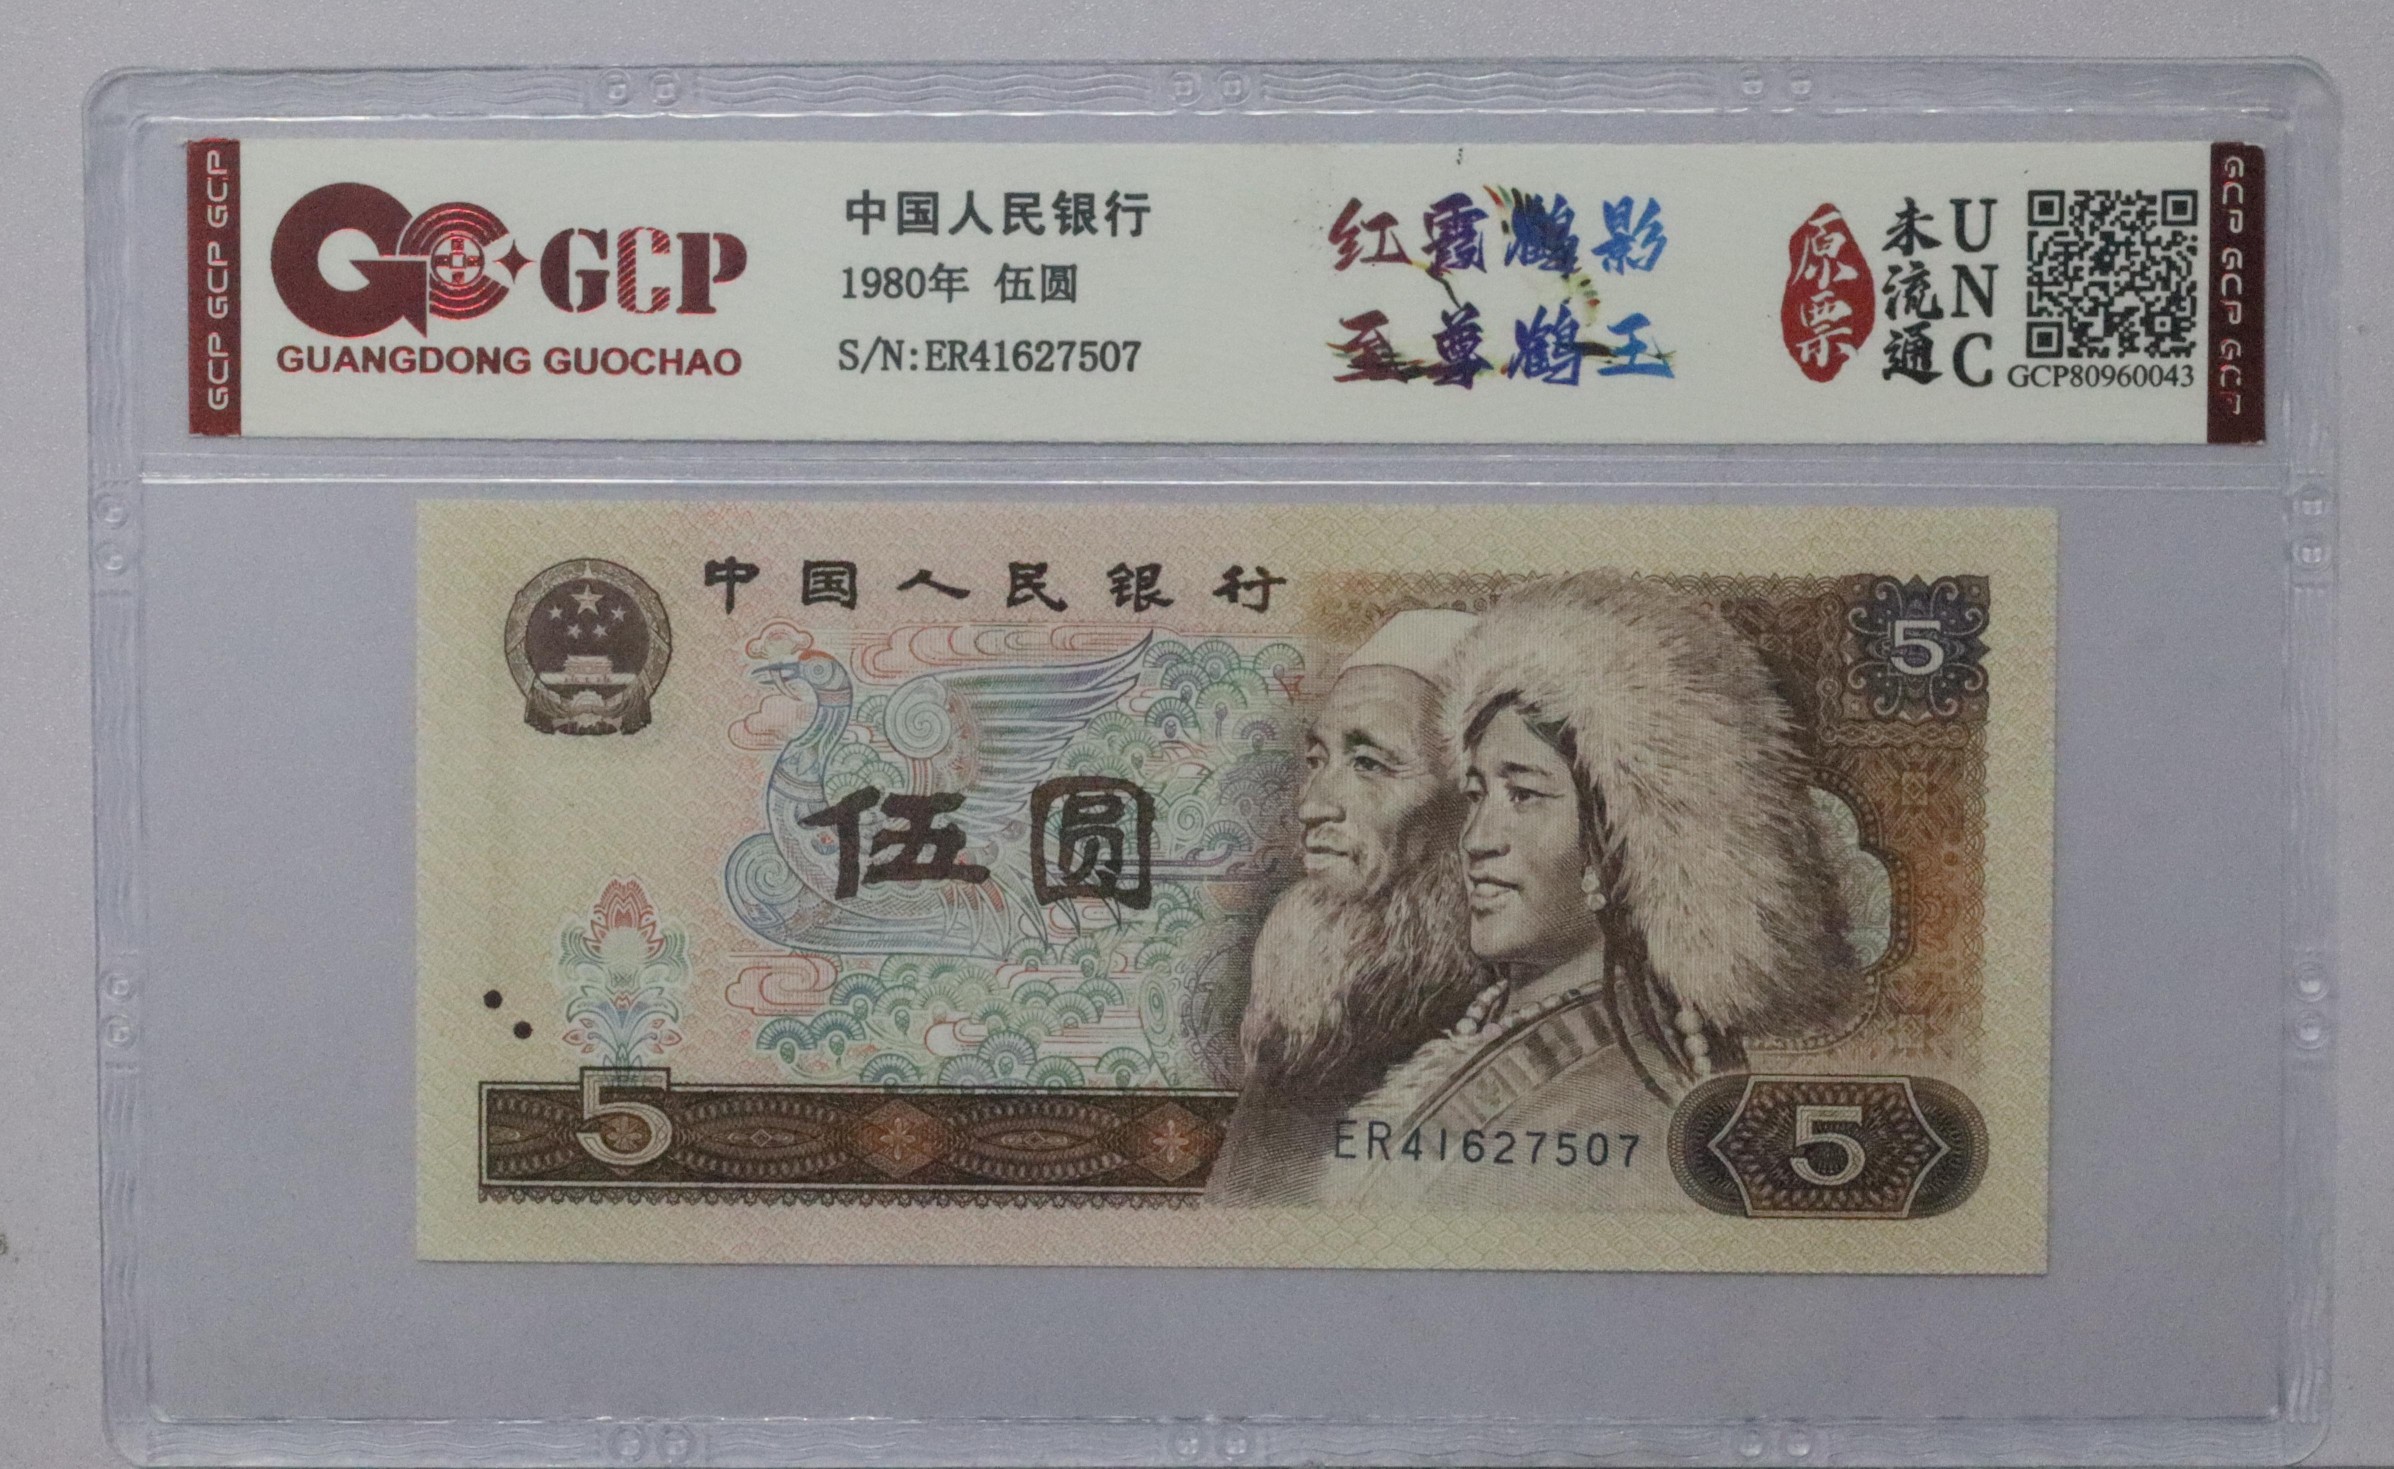 GCP GCP GCP
GCP
GUANGDONG GUOCHAO
中国人民银行
1980年 伍圆
S/N:ER41627507
红霞鹤影
至尊鹤王
原票
未流通
UNC
GCP80960043
GCP GCP GCP
中国人民银行
5
伍圆
5
ER41627507
5